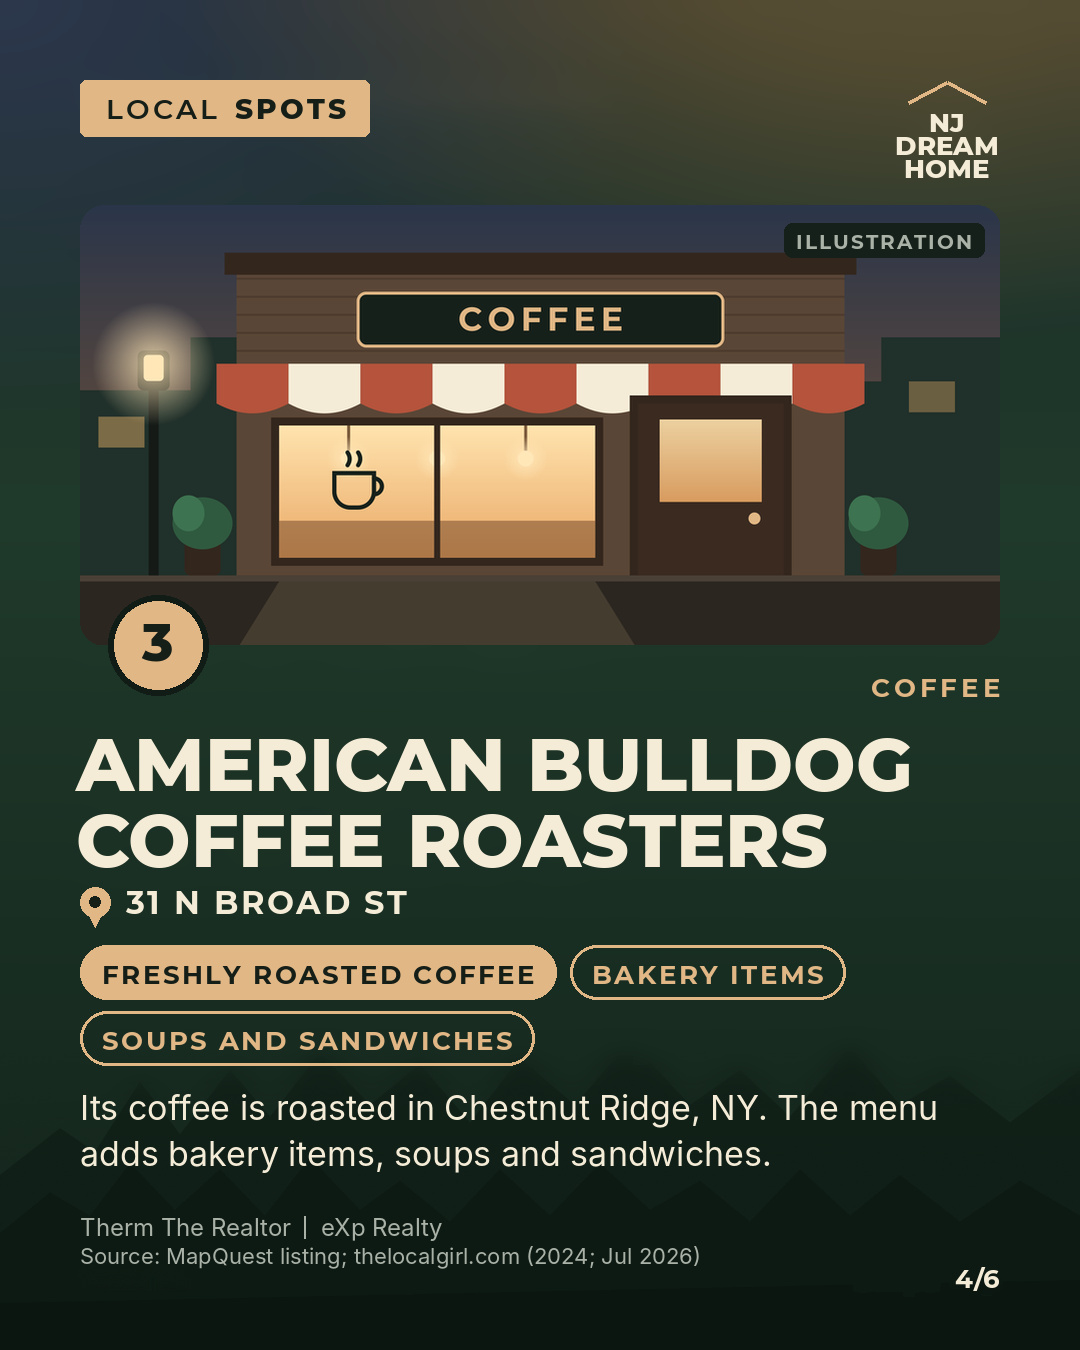 LOCAL SPOTS
NJ
DREAM
HOME
ILLUSTRATION
COFFEE
3
COFFEE
AMERICAN BULLDOG
COFFEE ROASTERS
31 N BROAD ST
FRESHLY ROASTED COFFEE
BAKERY ITEMS
SOUPS AND SANDWICHES
Its coffee is roasted in Chestnut Ridge, NY. The menu
adds bakery items, soups and sandwiches.
Therm The Realtor | eXp Realty
Source: MapQuest listing; thelocalgirl.com (2024; Jul 2026)
4/6